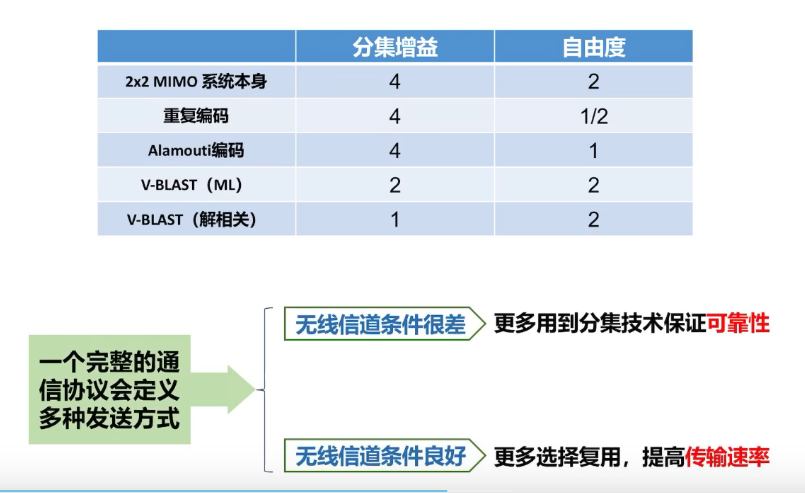 分集增益 自由度
2x2 MIMO 系统本身 4 2
重复编码 4 1/2
Alamouti编码 4 1
V-BLAST（ML） 2 2
V-BLAST（解相关） 1 2
无线信道条件很差 更多用到分集技术保证可靠性
一个完整的通
信协议会定义
多种发送方式
无线信道条件良好 更多选择复用，提高传输速率